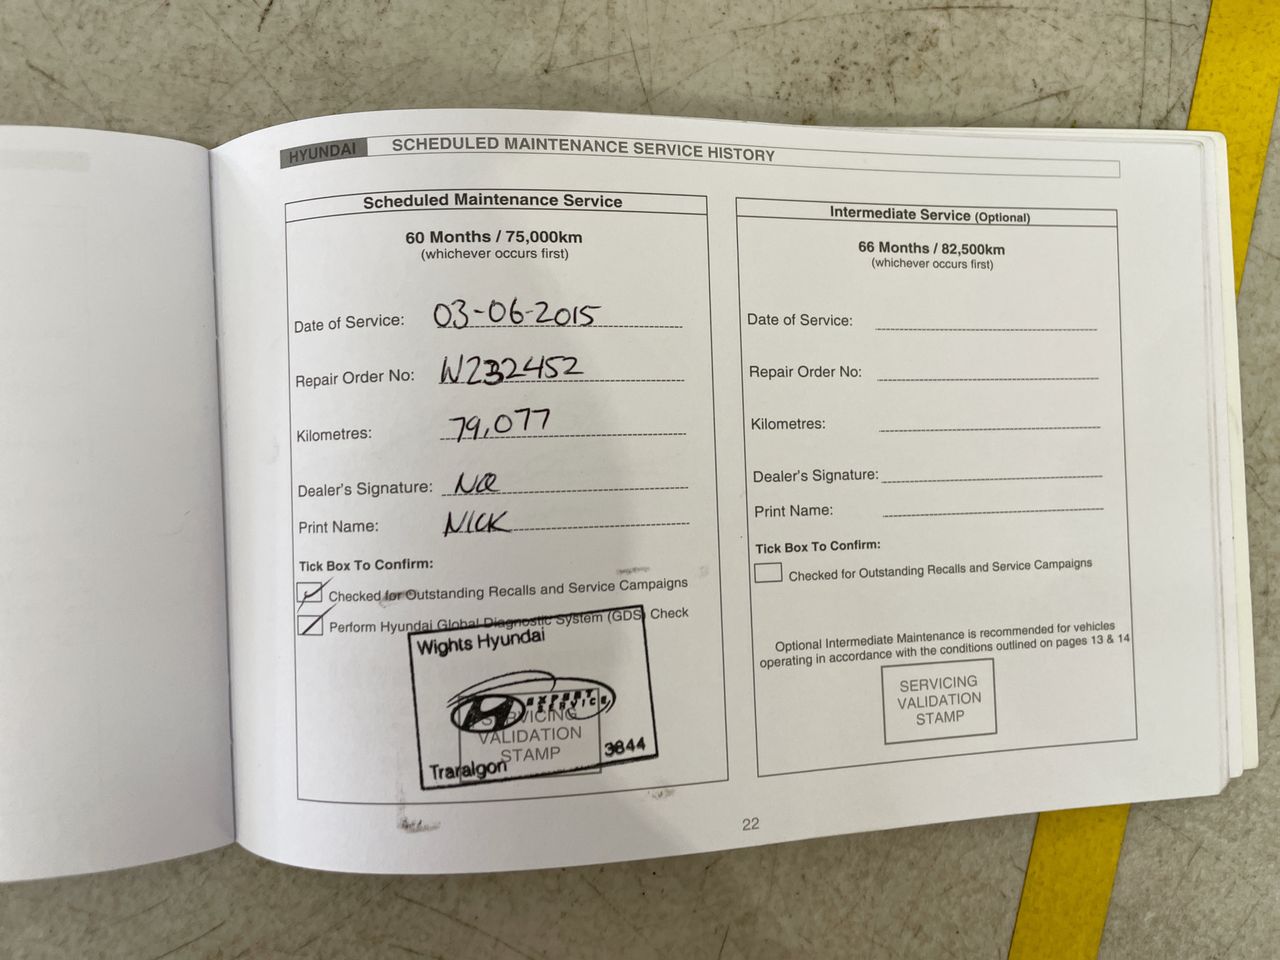 HYUNDAI SCHEDULED MAINTENANCE SERVICE HISTORY
Scheduled Maintenance Service
60 Months / 75,000km
(whichever occurs first)
Date of Service: 03-06-2015
Repair Order No: W232452
Kilometres: 79,077
Dealer's Signature:
Print Name: NICK
Tick Box To Confirm:
Checked for Outstanding Recalls and Service Campaigns
Perform Hyundai Global Diagnostic System (GDS) Check
Wights Hyundai
EXPERT
SERVICE
SERVICING
VALIDATION
STAMP
Traralgon 3844
Intermediate Service (Optional)
66 Months / 82,500km
(whichever occurs first)
Date of Service:
Repair Order No:
Kilometres:
Dealer's Signature:
Print Name:
Tick Box To Confirm:
Checked for Outstanding Recalls and Service Campaigns
Optional Intermediate Maintenance is recommended for vehicles
operating in accordance with the conditions outlined on pages 13 & 14
SERVICING
VALIDATION
STAMP
22